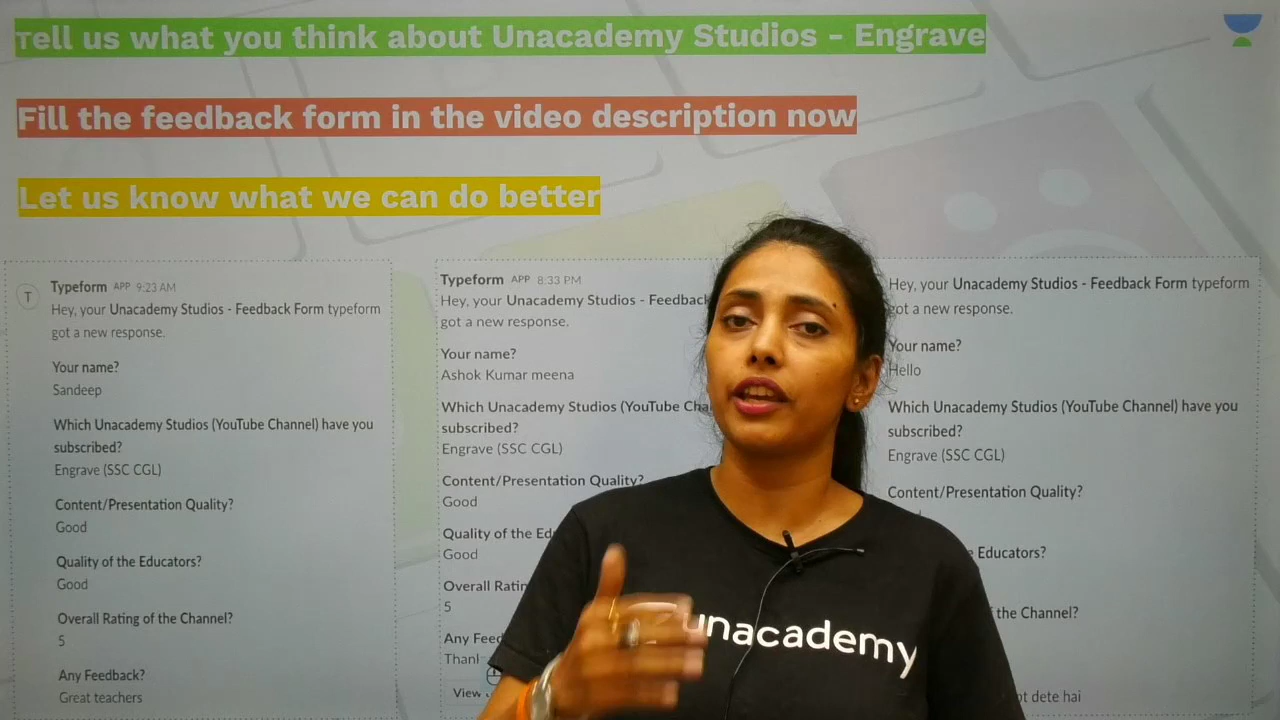 Tell us what you think about Unacademy Studios - Engrave
Fill the feedback form in the video description now
Let us know what we can do better
T
Typeform APP 9:23 AM
Hey, your Unacademy Studios - Feedback Form typeform
got a new response.
Your name?
Sandeep
Which Unacademy Studios (YouTube Channel) have you
subscribed?
Engrave (SSC CGL)
Content/Presentation Quality?
Good
Quality of the Educators?
Good
Overall Rating of the Channel?
5
Any Feedback?
Great teachers
Typeform APP 8:33 PM
Hey, your Unacademy Studios - Feedback
got a new response.
Your name?
Ashok Kumar meena
Which Unacademy Studios (YouTube
subscribed?
Engrave (SSC CGL)
Content/Presentation Quality?
Good
Quality of the
Good
Overall
5
Any
View
Hey, your Unacademy Studios - Feedback Form typeform
got a new response.
Your name?
Hello
Which Unacademy Studios (YouTube Channel) have you
subscribed?
Engrave (SSC CGL)
Content/Presentation Quality?
Educators?
the Channel?
dete hai
unacademy